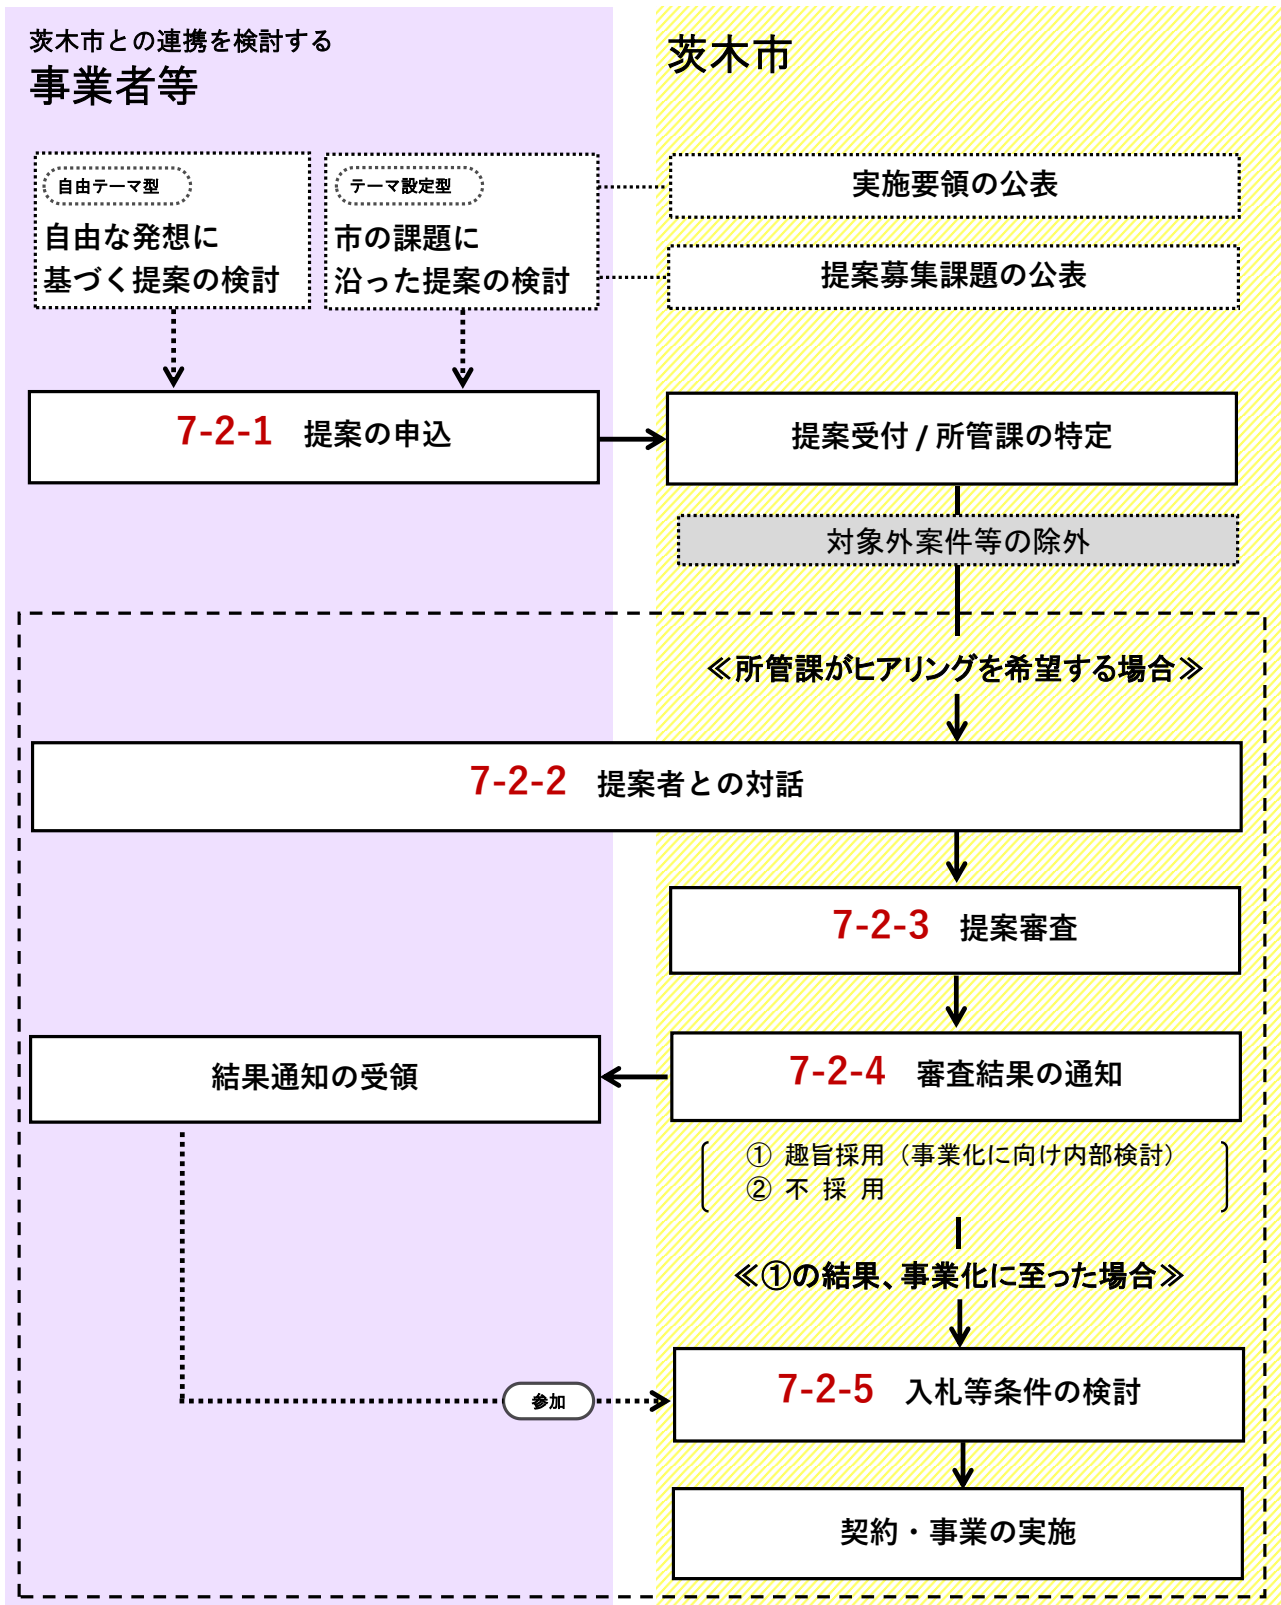 茨木市との連携を検討する
事業者等
茨木市
自由テーマ型
自由な発想に
基づく提案の検討
テーマ設定型
市の課題に
沿った提案の検討
実施要領の公表
提案募集課題の公表
7-2-1 提案の申込
提案受付 / 所管課の特定
対象外案件等の除外
≪所管課がヒアリングを希望する場合≫
7-2-2 提案者との対話
7-2-3 提案審査
結果通知の受領
7-2-4 審査結果の通知
① 趣旨採用（事業化に向け内部検討）
② 不 採 用
≪①の結果、事業化に至った場合≫
参加
7-2-5 入札等条件の検討
契約・事業の実施